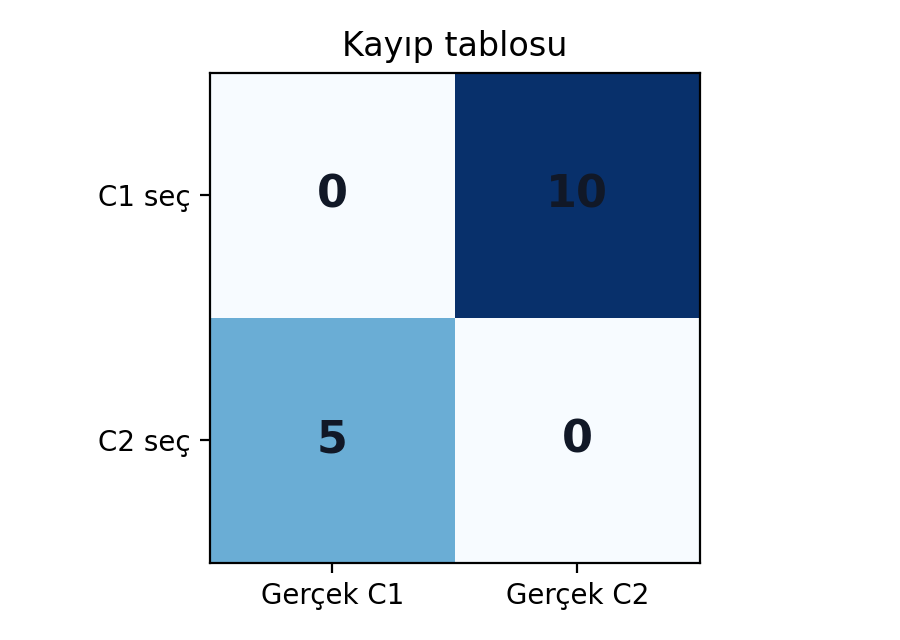 Kayıp tablosu
C1 seç
0
10
C2 seç
5
0
Gerçek C1
Gerçek C2